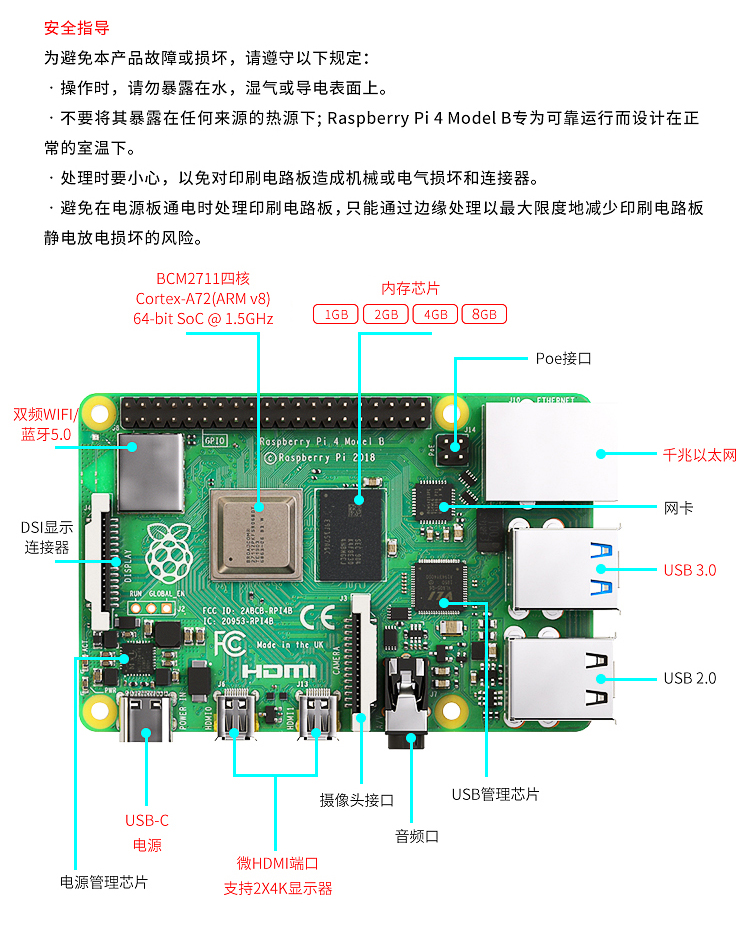 安全指导
为避免本产品故障或损坏，请遵守以下规定：
· 操作时，请勿暴露在水，湿气或导电表面上。
· 不要将其暴露在任何来源的热源下; Raspberry Pi 4 Model B专为可靠运行而设计在正
常的室温下。
· 处理时要小心，以免对印刷电路板造成机械或电气损坏和连接器。
· 避免在电源板通电时处理印刷电路板，只能通过边缘处理以最大限度地减少印刷电路板
静电放电损坏的风险。
BCM2711四核
Cortex-A72(ARM v8)
64-bit SoC @ 1.5GHz
内存芯片
1GB 2GB 4GB 8GB
Poe接口
双频WIFI/
蓝牙5.0
J8
GPIO
Raspberry Pi 4 Model B
©Raspberry Pi 2018
J14
PoE
J10 ETHERNET
千兆以太网
网卡
DSI显示
连接器
DISPLAY
RUN GLOBAL_EN
J2
FCC ID: 2ABCB-RPI4B
IC: 20953-RPI4B
CE
FC
Made in the UK
HDMI
J3
CAMERA
VLI
USB 3.0
USB 2.0
PWR
POWER
J6
HDMI0
J13
HDMI1
摄像头接口
USB管理芯片
音频口
USB-C
电源
微HDMI端口
支持2X4K显示器
电源管理芯片